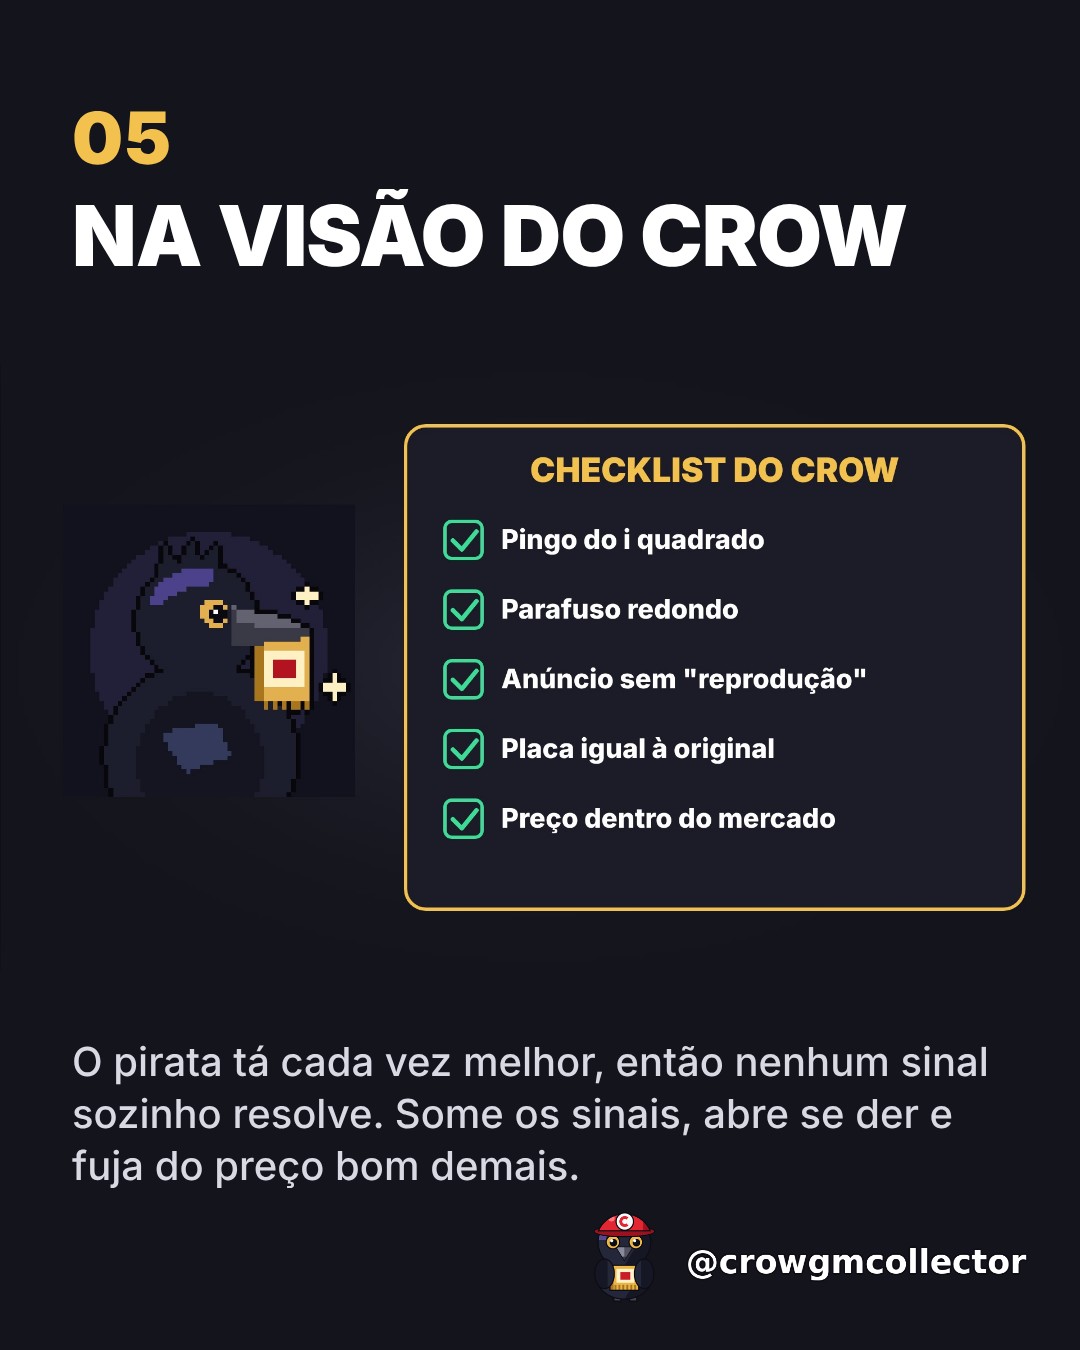 05
NA VISÃO DO CROW
CHECKLIST DO CROW
Pingo do i quadrado
Parafuso redondo
Anúncio sem "reprodução"
Placa igual à original
Preço dentro do mercado
O pirata tá cada vez melhor, então nenhum sinal
sozinho resolve. Some os sinais, abre se der e
fuja do preço bom demais.
C
@crowgmcollector